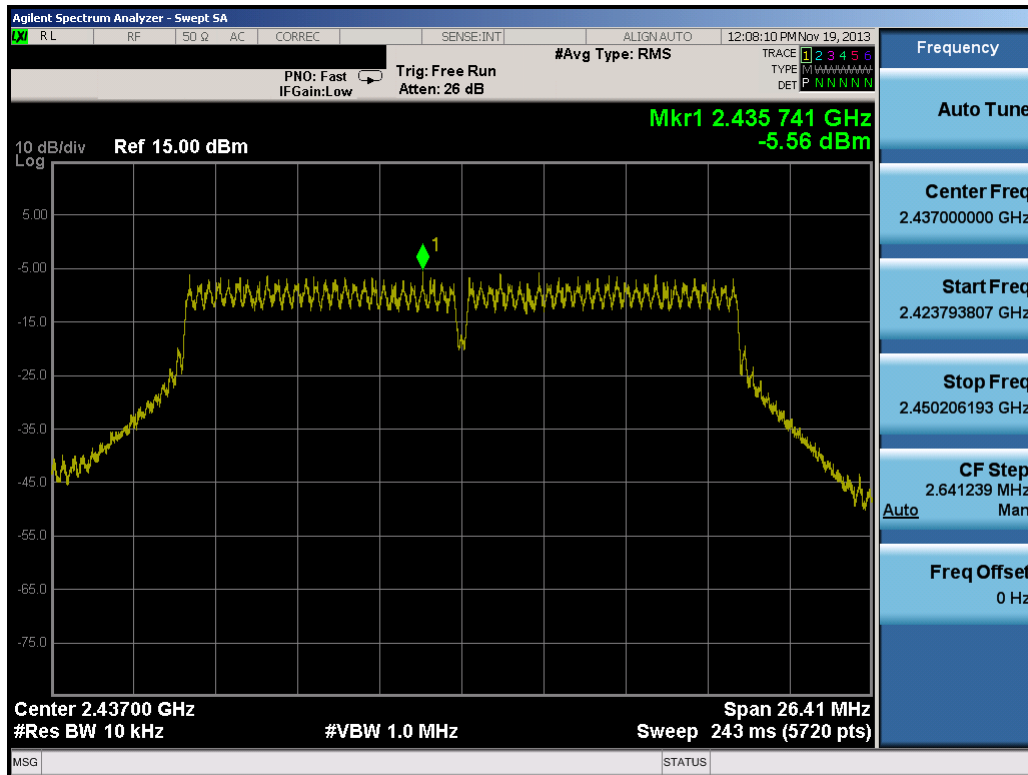 Agilent Spectrum Analyzer - Swept SA
LXI RL RF 50 Ω AC CORREC SENSE:INT ALIGN AUTO 12:08:10 PM Nov 19, 2013
PNO: Fast
IFGain:Low
Trig: Free Run
Atten: 26 dB
#Avg Type: RMS
TRACE 1 2 3 4 5 6
TYPE M W W W W W
DET P N N N N N
Mkr1 2.435 741 GHz
-5.56 dBm
10 dB/div
Log
Ref 15.00 dBm
1
5.00
-5.00
-15.0
-25.0
-35.0
-45.0
-55.0
-65.0
-75.0
Center 2.43700 GHz
Span 26.41 MHz
#Res BW 10 kHz
#VBW 1.0 MHz
Sweep 243 ms (5720 pts)
MSG
STATUS
Frequency
Auto Tune
Center Freq
2.437000000 GHz
Start Freq
2.423793807 GHz
Stop Freq
2.450206193 GHz
CF Step
2.641239 MHz
Auto Man
Freq Offset
0 Hz